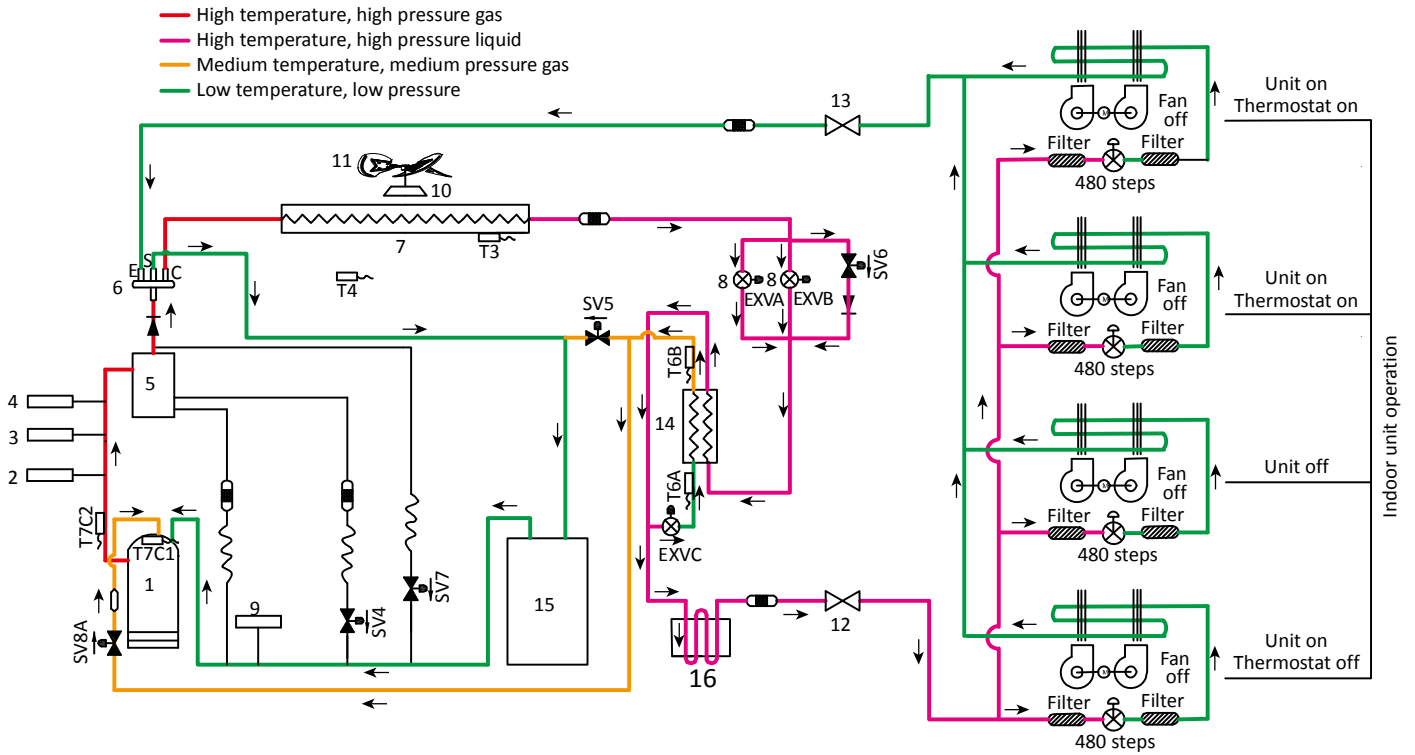 High temperature, high pressure gas
High temperature, high pressure liquid
Medium temperature, medium pressure gas
Low temperature, low pressure
13
11
10
7
T3
T4
E
S
C
6
5
4
3
2
T7C2
T7C1
1
SV8A
9
SV4
SV7
15
SV5
T6B
14
T6A
EXVC
8
EXVA
8
EXVB
SV6
16
12
Fan
off
Filter
Filter
480 steps
Unit on
Thermostat on
M
Fan
off
Filter
Filter
480 steps
Unit on
Thermostat on
M
Fan
off
Filter
Filter
480 steps
Unit off
M
Fan
off
Filter
Filter
480 steps
Unit on
Thermostat off
M
Indoor unit operation